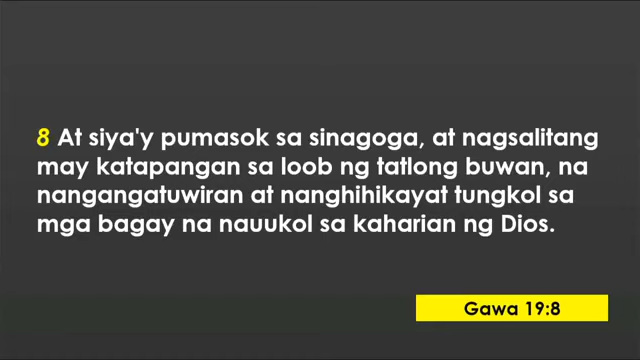 8 At siya'y pumasok sa sinagoga, at nagsalitang
may katapangan sa loob ng tatlong buwan, na
nangangatuwiran at nanghihikayat tungkol sa
mga bagay na nauukol sa kaharian ng Dios.
Gawa 19:8